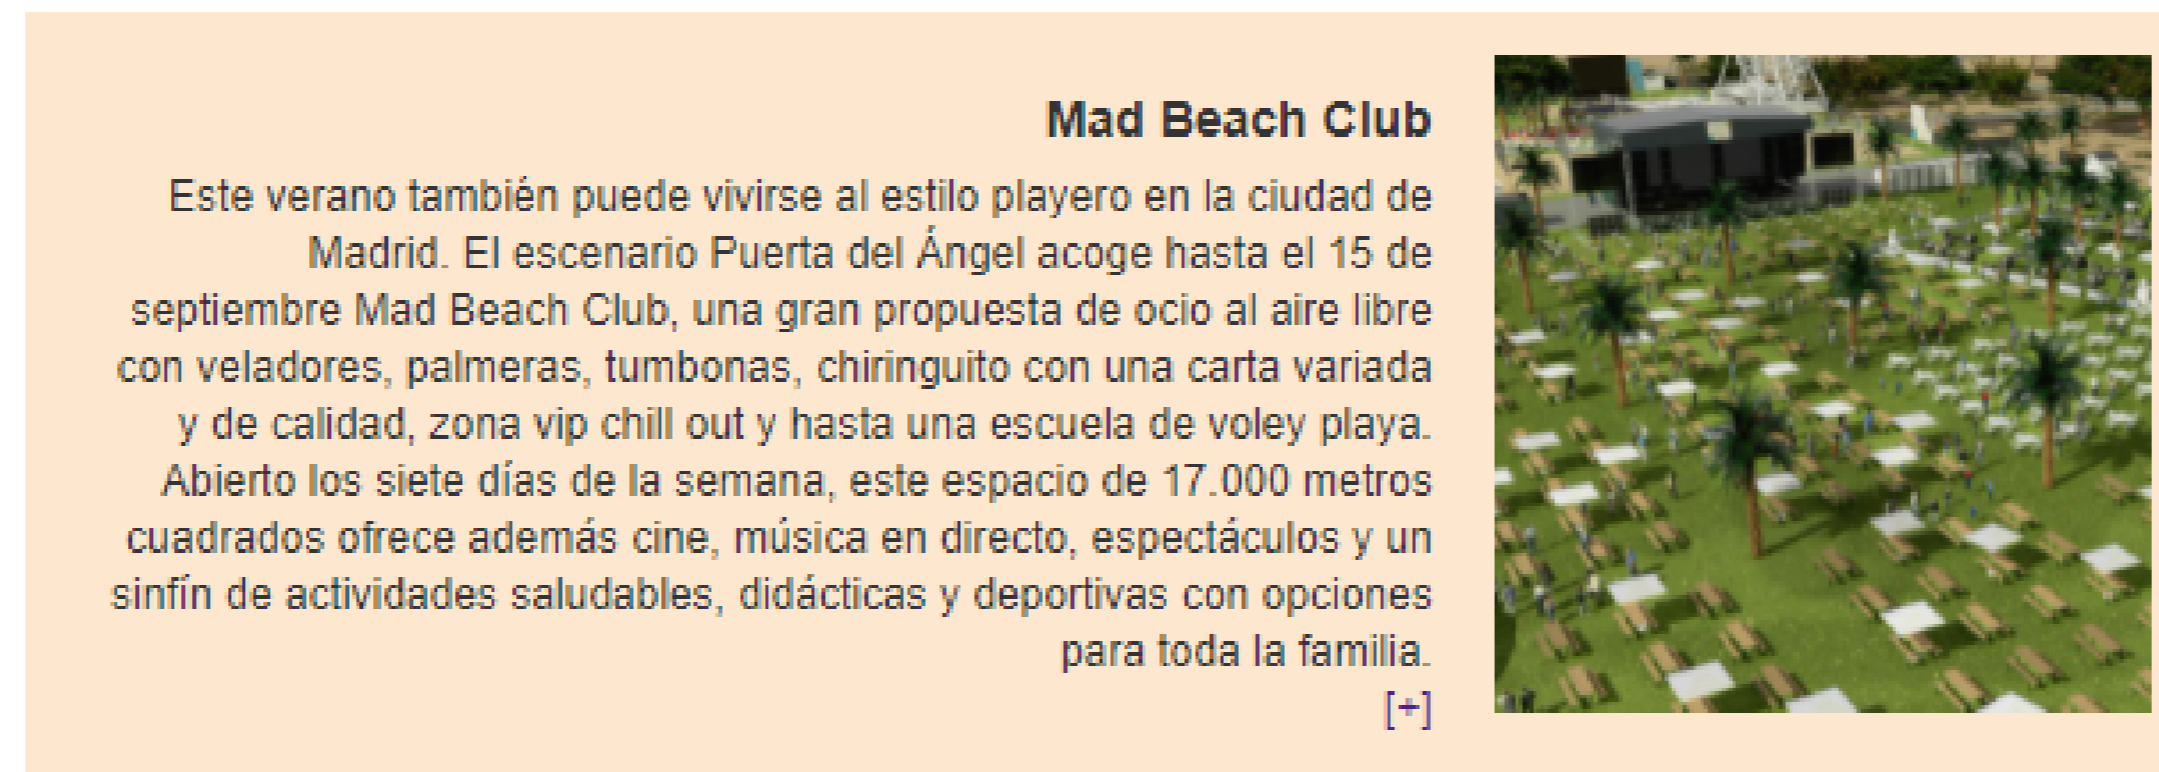 Mad Beach Club
Este verano también puede vivirse al estilo playero en la ciudad de
Madrid. El escenario Puerta del Ángel acoge hasta el 15 de
septiembre Mad Beach Club, una gran propuesta de ocio al aire libre
con veladores, palmeras, tumbonas, chiringuito con una carta variada
y de calidad, zona vip chill out y hasta una escuela de voley playa.
Abierto los siete días de la semana, este espacio de 17.000 metros
cuadrados ofrece además cine, música en directo, espectáculos y un
sinfín de actividades saludables, didácticas y deportivas con opciones
para toda la familia.
[+]